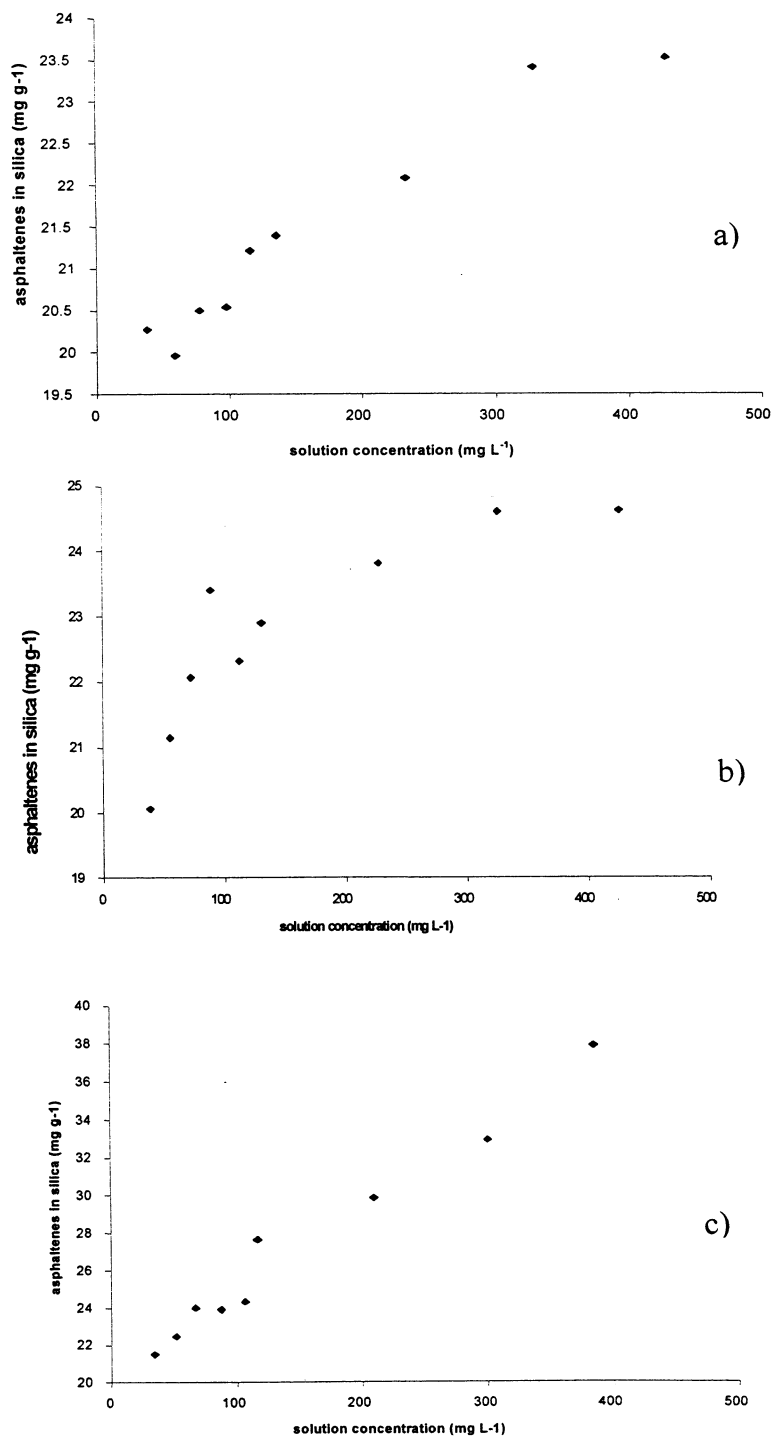 24
23.5
23
22.5
22
21.5
21
20.5
20
19.5
asphaltenes in silica (mg g-1)
0 100 200 300 400 500
solution concentration (mg L-1)
a)
25
24
23
22
21
20
19
asphaltenes in silica (mg g-1)
0 100 200 300 400 500
solution concentration (mg L-1)
b)
40
38
36
34
32
30
28
26
24
22
20
asphaltenes in silica (mg g-1)
0 100 200 300 400 500
solution concentration (mg L-1)
c)